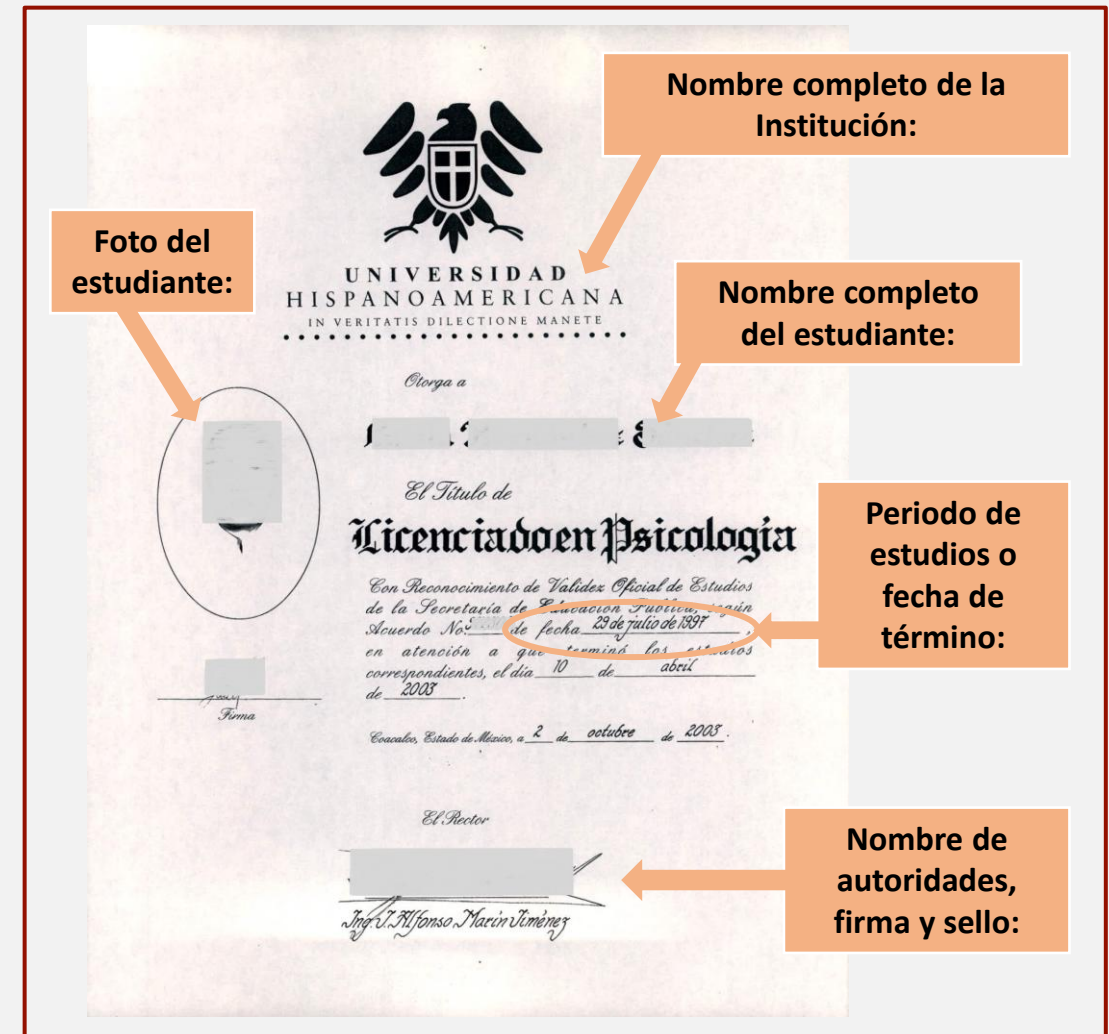 Nombre completo de la
Institución:
Foto del
estudiante:
UNIVERSIDAD
HISPANOAMERICANA
IN VERITATIS DILECTIONE MANETE
Nombre completo
del estudiante:
Otorga a
El Título de
Licenciado en Psicología
Periodo de
estudios o
fecha de
término:
Con Reconocimiento de Validez Oficial de Estudios
de la Secretaría de Educación Pública, según
Acuerdo No. de fecha 29 de julio de 1997,
en atención a que terminó los estudios
correspondientes, el día 10 de abril
de 2003.
Firma
Coacalco, Estado de México, a 2 de octubre de 2003.
El Rector
Nombre de
autoridades,
firma y sello:
Ing. J. Alfonso Marín Jiménez